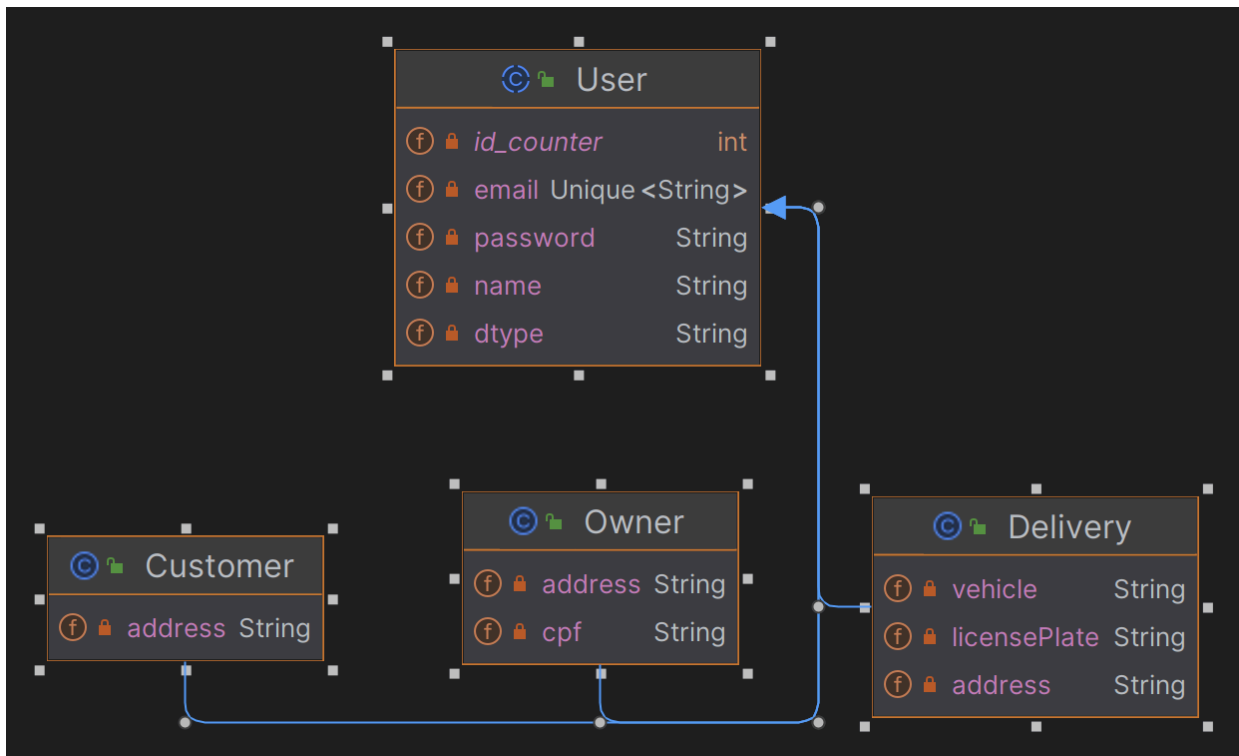 User
id_counter int
email Unique <String>
password String
name String
dtype String
Customer
address String
Owner
address String
cpf String
Delivery
vehicle String
licensePlate String
address String